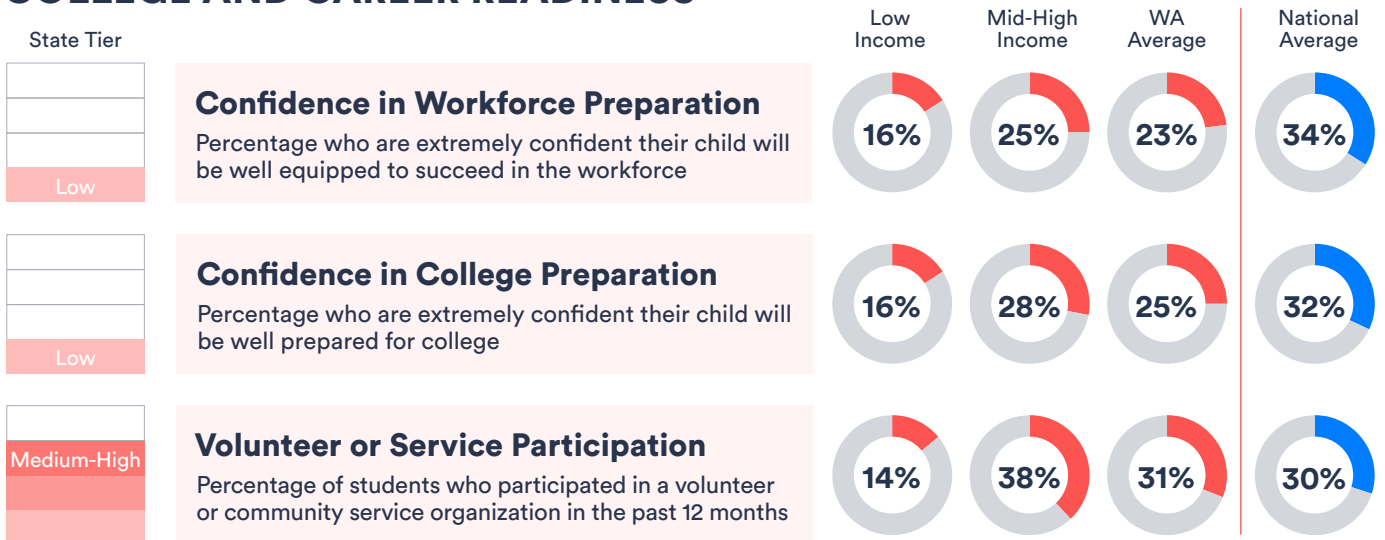 COLLEGE AND CAREER READINESS
State Tier
Low
Income
Mid-High
Income
WA
Average
National
Average
Low
Confidence in Workforce Preparation
Percentage who are extremely confident their child will
be well equipped to succeed in the workforce
16%
25%
23%
34%
Low
Confidence in College Preparation
Percentage who are extremely confident their child will
be well prepared for college
16%
28%
25%
32%
Medium-High
Volunteer or Service Participation
Percentage of students who participated in a volunteer
or community service organization in the past 12 months
14%
38%
31%
30%